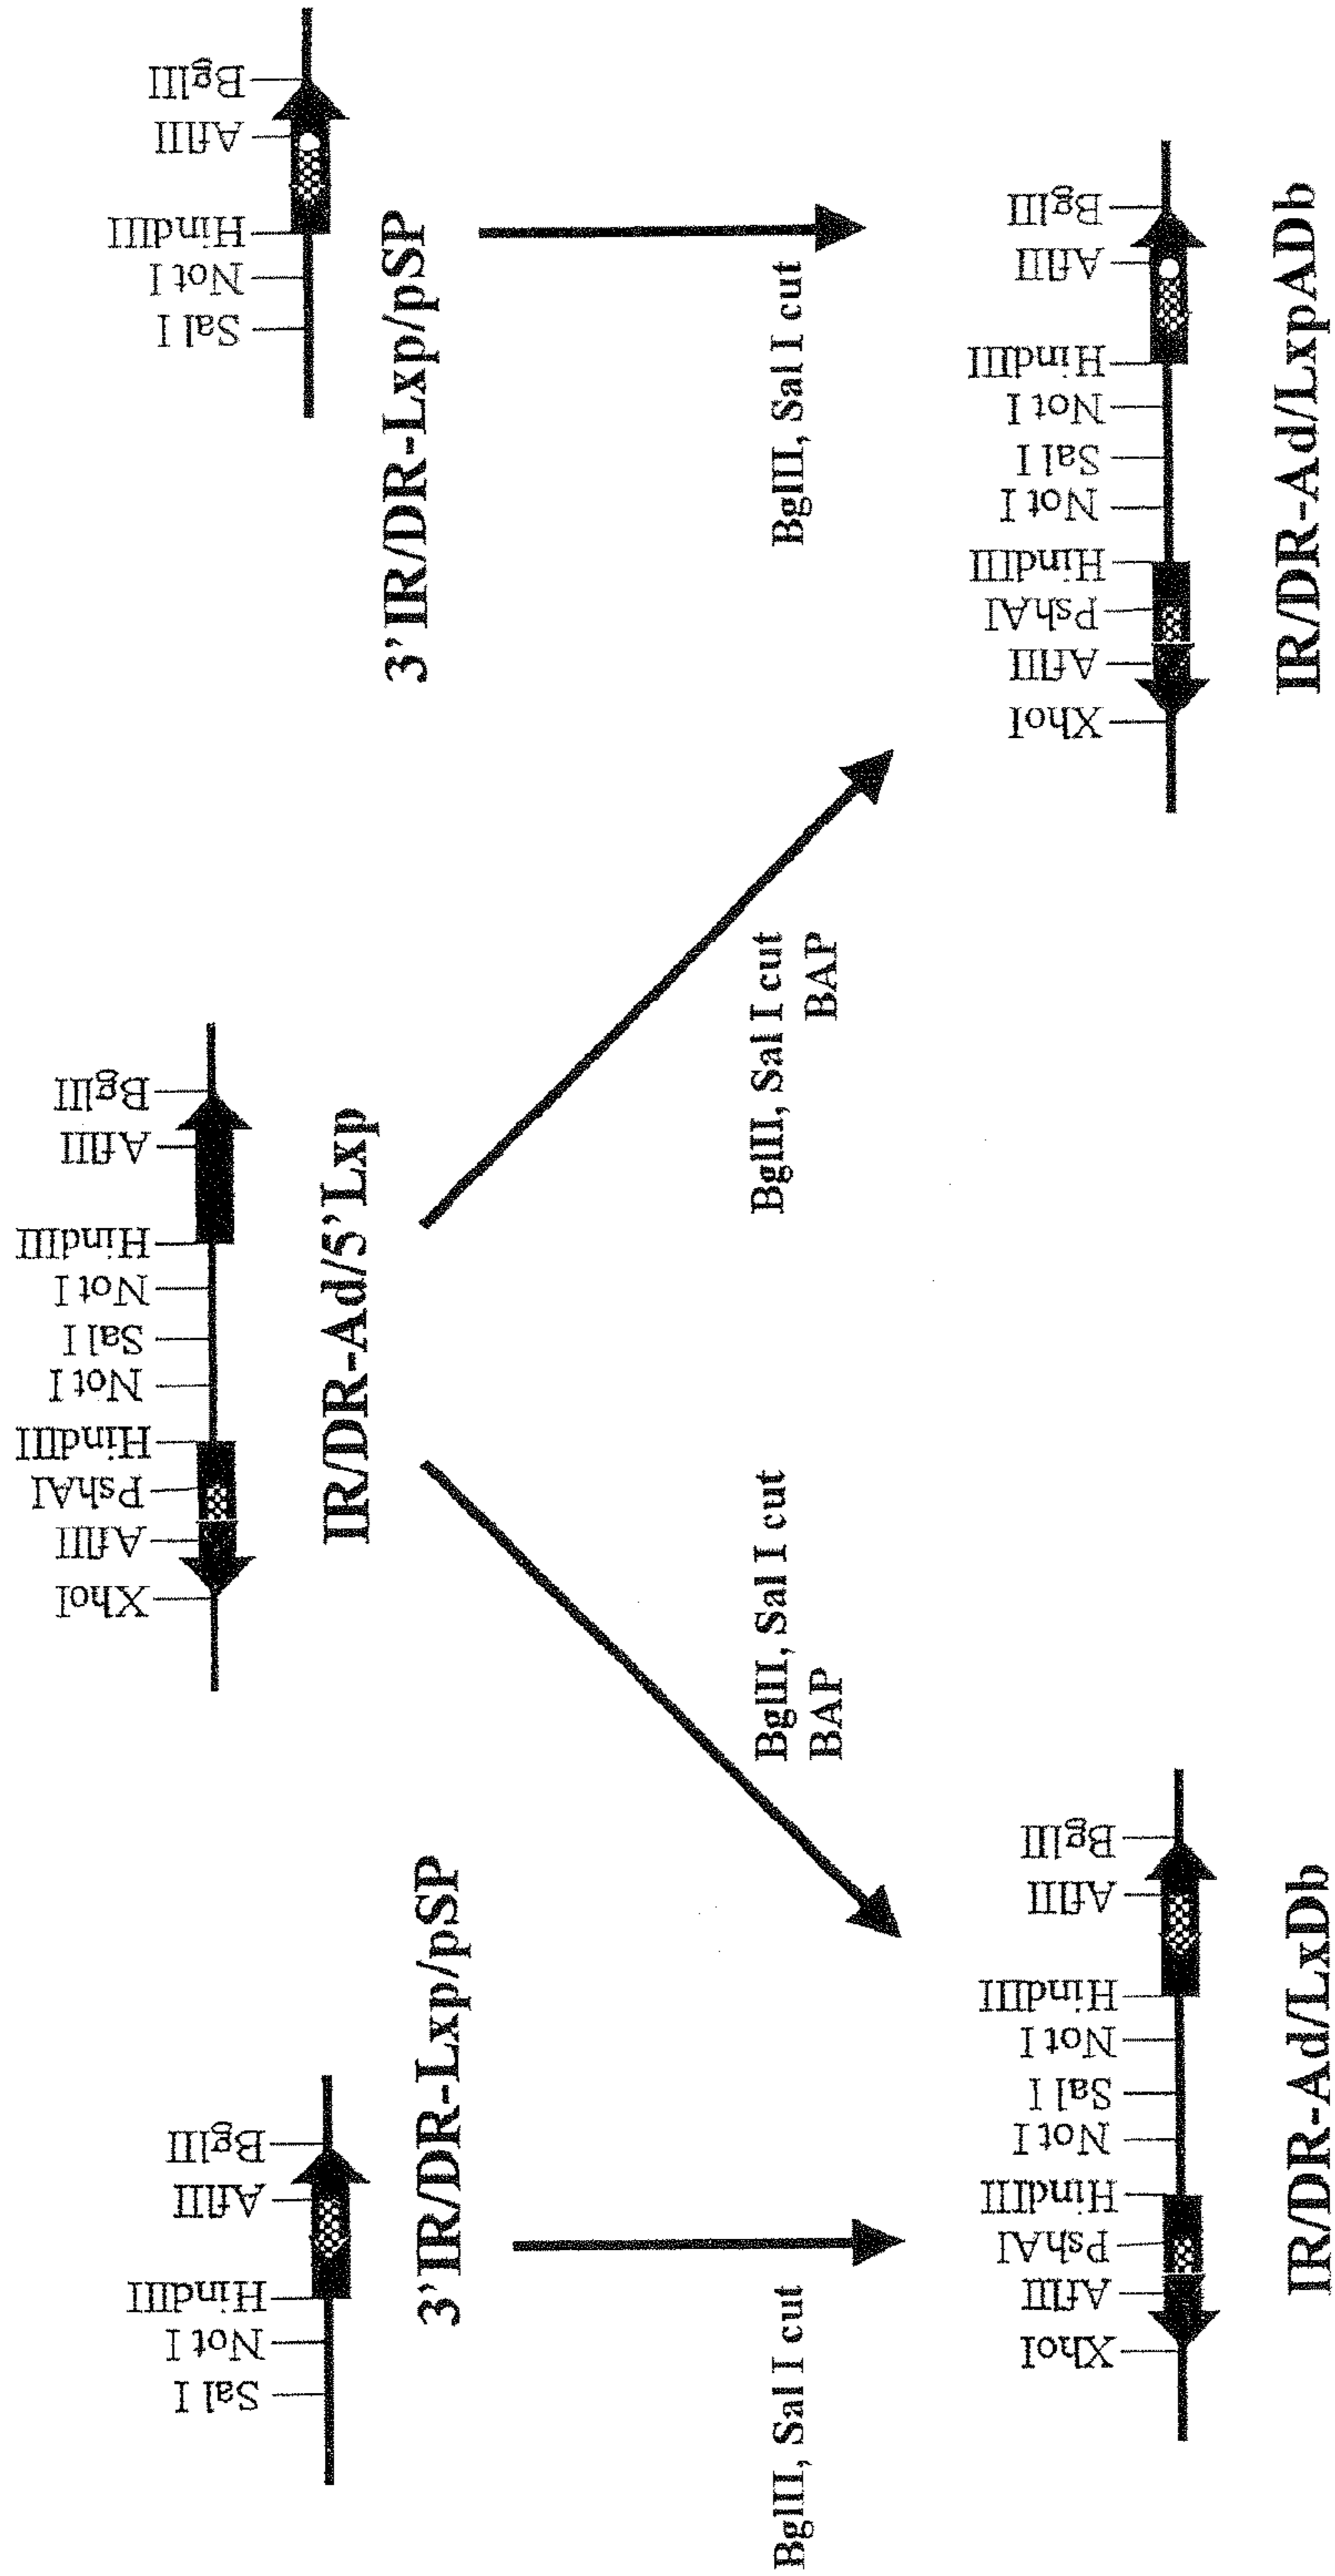 Sal I
Not I
HindIII
AflII
BglII
3’IR/DR-Lxp/pSP
XhoI
AflII
PshAI
HindIII
Not I
Sal I
Not I
HindIII
AflII
BglII
IR/DR-Ad/5’Lxp
Sal I
Not I
HindIII
AflII
BglII
3’IR/DR-Lxp/pSP
BglII, Sal I cut
BglII, Sal I cut
BAP
BglII, Sal I cut
BAP
BglII, Sal I cut
XhoI
AflII
PshAI
HindIII
Not I
Sal I
Not I
HindIII
AflII
BglII
IR/DR-Ad/LxDb
XhoI
AflII
PshAI
HindIII
Not I
Sal I
Not I
HindIII
AflII
BglII
IR/DR-Ad/LxpADb